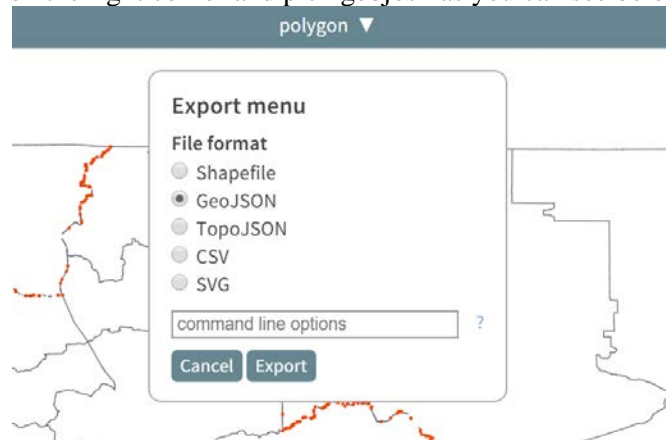 polygon ▼
Export menu
File format
Shapefile
GeoJSON
TopoJSON
CSV
SVG
command line options ?
Cancel Export